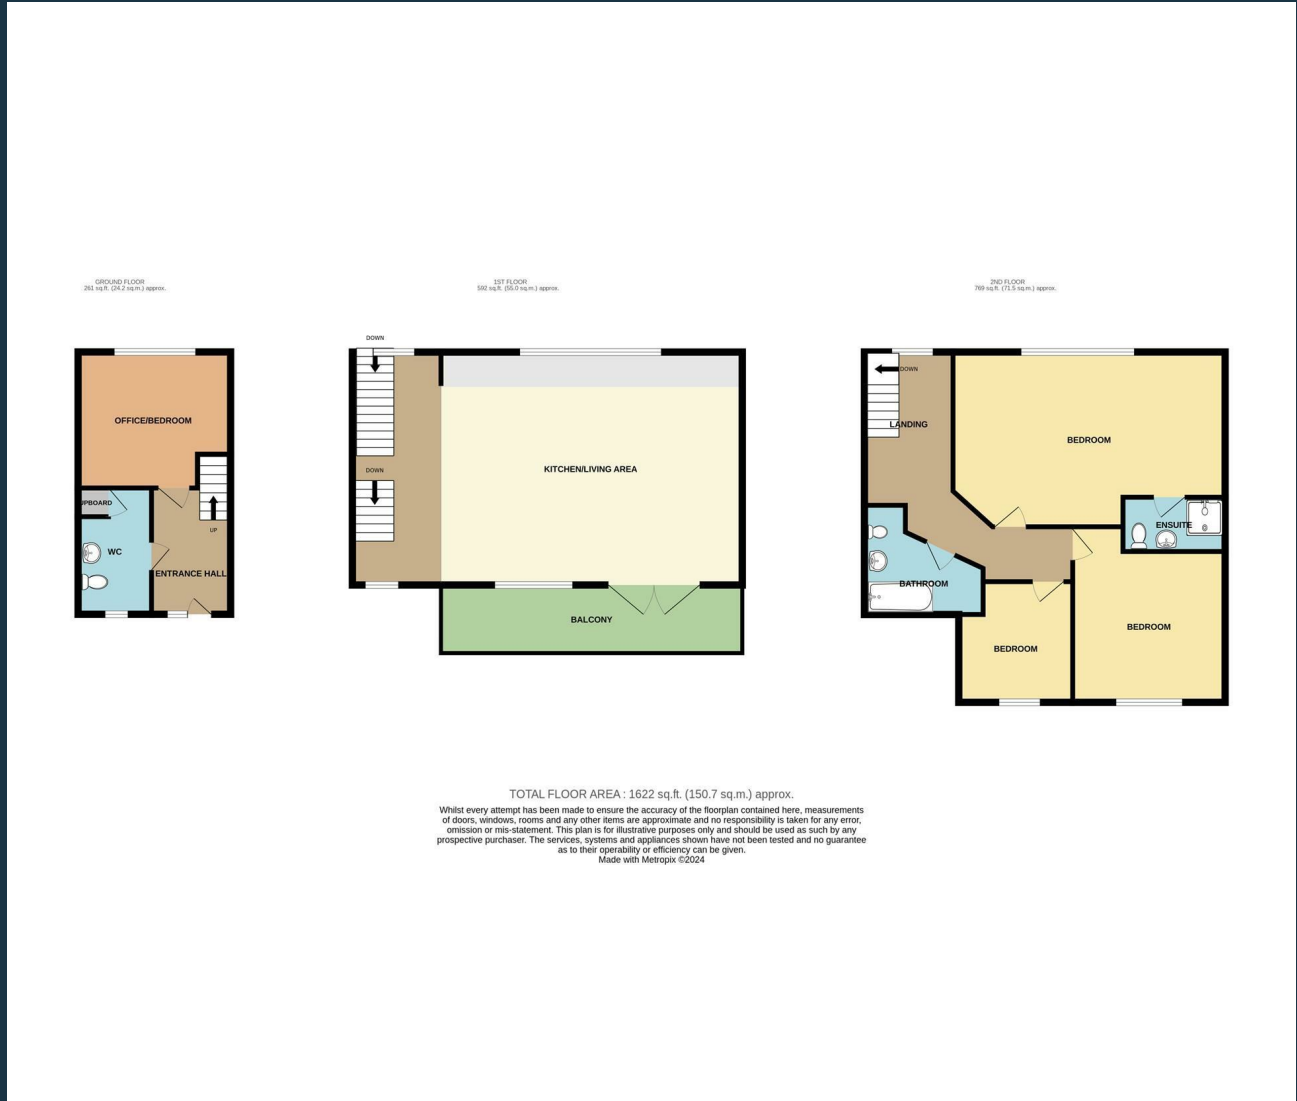 GROUND FLOOR
261 sq.ft. (24.2 sq.m.) approx.
1ST FLOOR
592 sq.ft. (55.0 sq.m.) approx.
2ND FLOOR
769 sq.ft. (71.5 sq.m.) approx.
OFFICE/BEDROOM
UPBOARD
WC
UP
ENTRANCE HALL
DOWN
DOWN
KITCHEN/LIVING AREA
BALCONY
DOWN
LANDING
BEDROOM
ENSUITE
BATHROOM
BEDROOM
BEDROOM
TOTAL FLOOR AREA : 1622 sq.ft. (150.7 sq.m.) approx.
Whilst every attempt has been made to ensure the accuracy of the floorplan contained here, measurements
of doors, windows, rooms and any other items are approximate and no responsibility is taken for any error,
omission or mis-statement. This plan is for illustrative purposes only and should be used as such by any
prospective purchaser. The services, systems and appliances shown have not been tested and no guarantee
as to their operability or efficiency can be given.
Made with Metropix ©2024